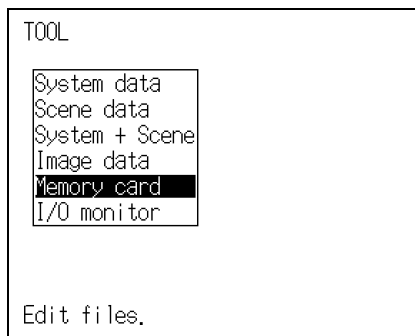 TOOL
System data
Scene data
System + Scene
Image data
Memory card
I/O monitor
Edit files.